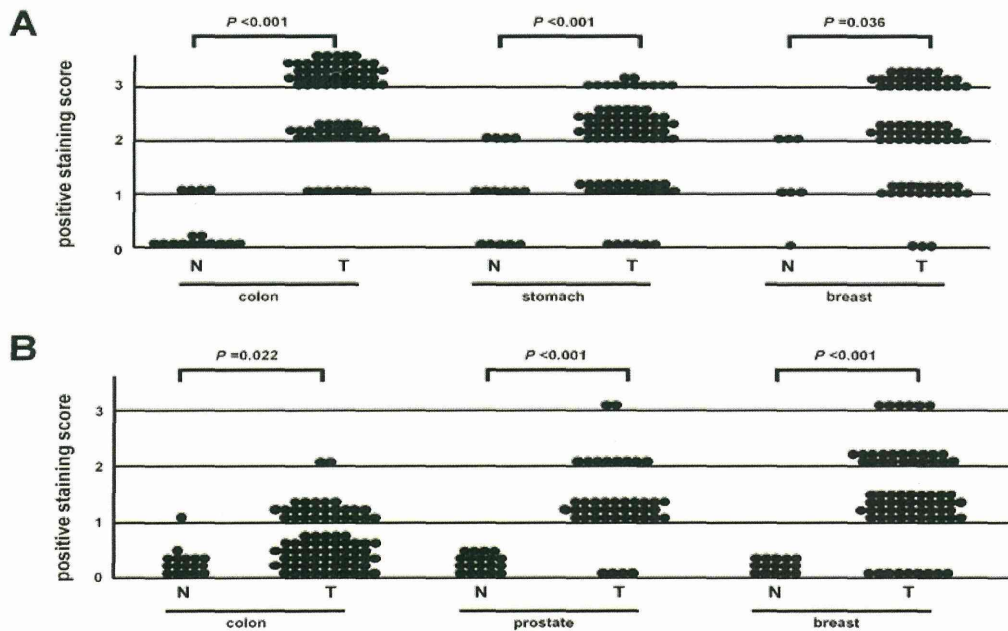 A
P <0.001 P <0.001 P =0.036
positive staining score
3
2
1
0
N T N T N T
colon stomach breast
B
P =0.022 P <0.001 P <0.001
positive staining score
3
2
1
0
N T N T N T
colon prostate breast